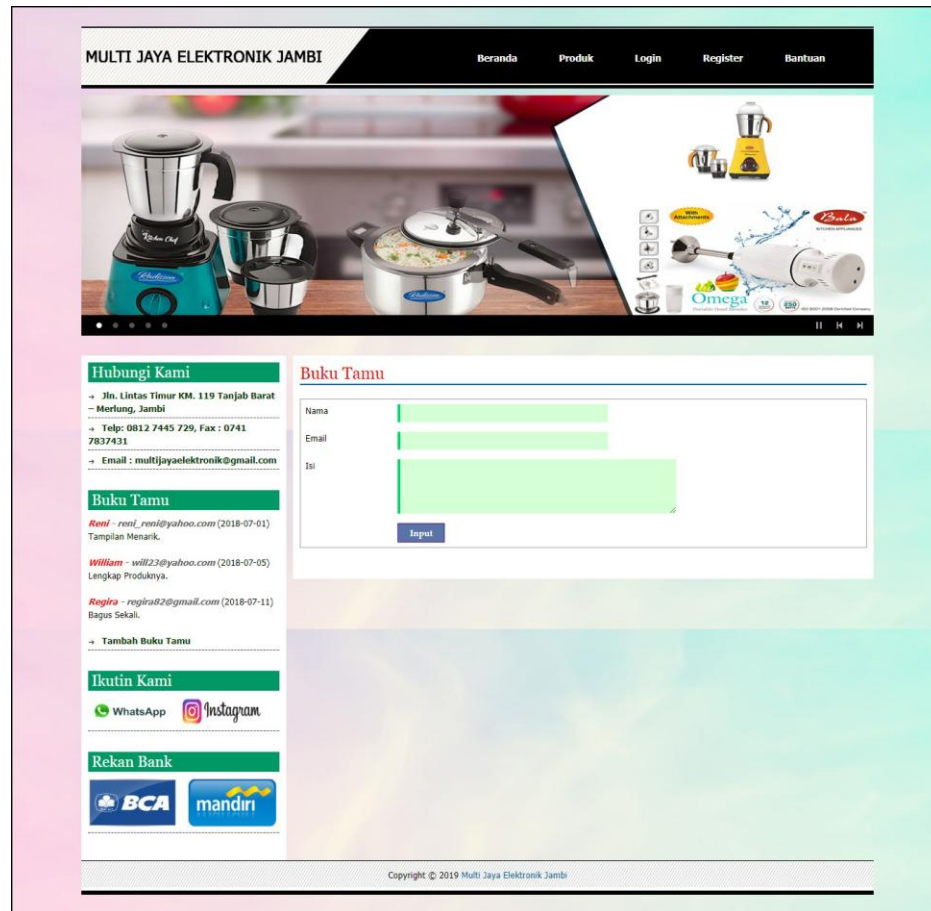 MULTI JAYA ELEKTRONIK JAMBI
Beranda Produk Login Register Bantuan
Kitchen Chef
With
Attachments
Bala
KITCHEN APPLIANCES
Omega
12
250
Hubungi Kami
→ Jln. Lintas Timur KM. 119 Tanjab Barat
– Merlung, Jambi
→ Telp: 0812 7445 729, Fax : 0741
7837431
→ Email : multijayaelektronik@gmail.com
Buku Tamu
Reni - reni_reni@yahoo.com (2018-07-01)
Tampilan Menarik.
William - will23@yahoo.com (2018-07-05)
Lengkap Produknya.
Regira - regira82@gmail.com (2018-07-11)
Bagus Sekali.
→ Tambah Buku Tamu
Ikutin Kami
WhatsApp Instagram
Rekan Bank
BCA mandiri
Buku Tamu
Nama
Email
Isi
Input
Copyright © 2019 Multi Jaya Elektronik Jambi